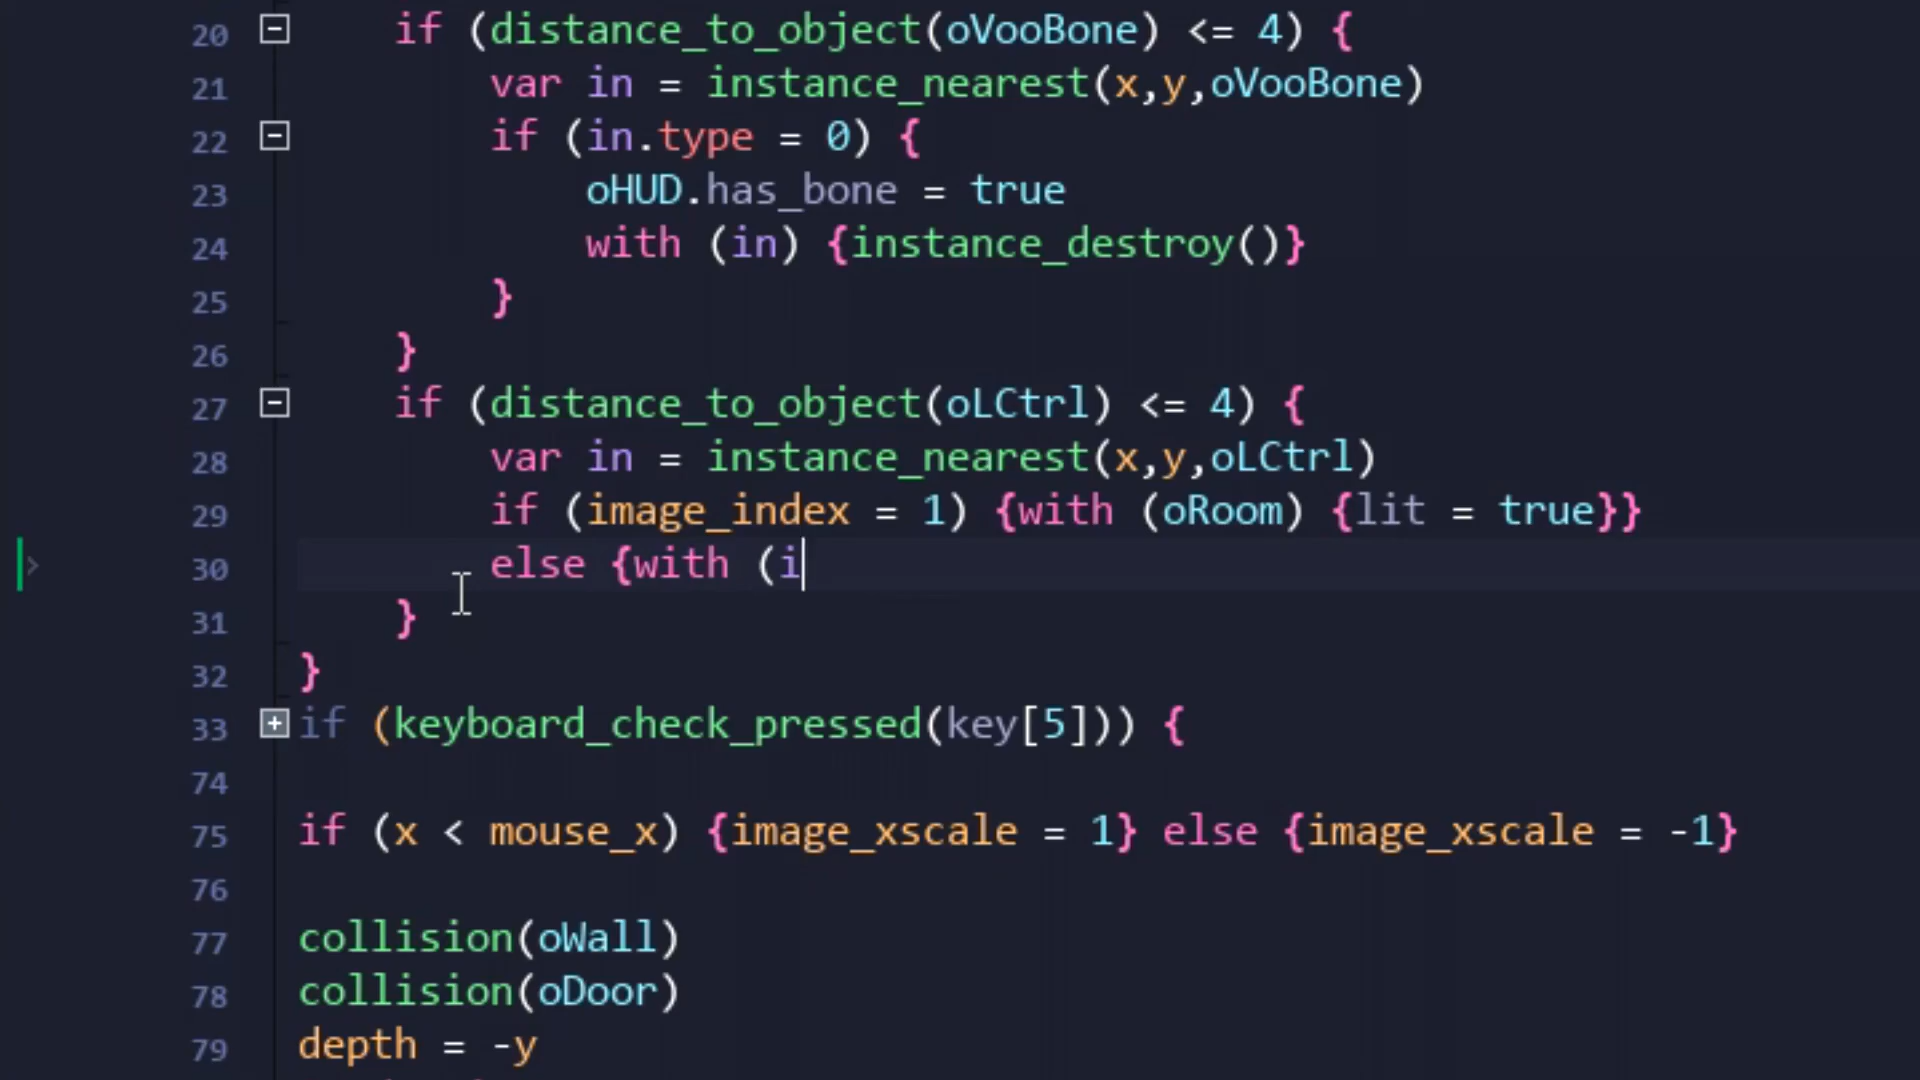 20 if (distance_to_object(oVooBone) <= 4) {
21 var in = instance_nearest(x,y,oVooBone)
22 if (in.type = 0) {
23 oHUD.has_bone = true
24 with (in) {instance_destroy()}
25 }
26 }
27 if (distance_to_object(oLCtrl) <= 4) {
28 var in = instance_nearest(x,y,oLCtrl)
29 if (image_index = 1) {with (oRoom) {lit = true}}
30 else {with (i
31 }
32 }
33 if (keyboard_check_pressed(key[5])) {
74
75 if (x < mouse_x) {image_xscale = 1} else {image_xscale = -1}
76
77 collision(oWall)
78 collision(oDoor)
79 depth = -y